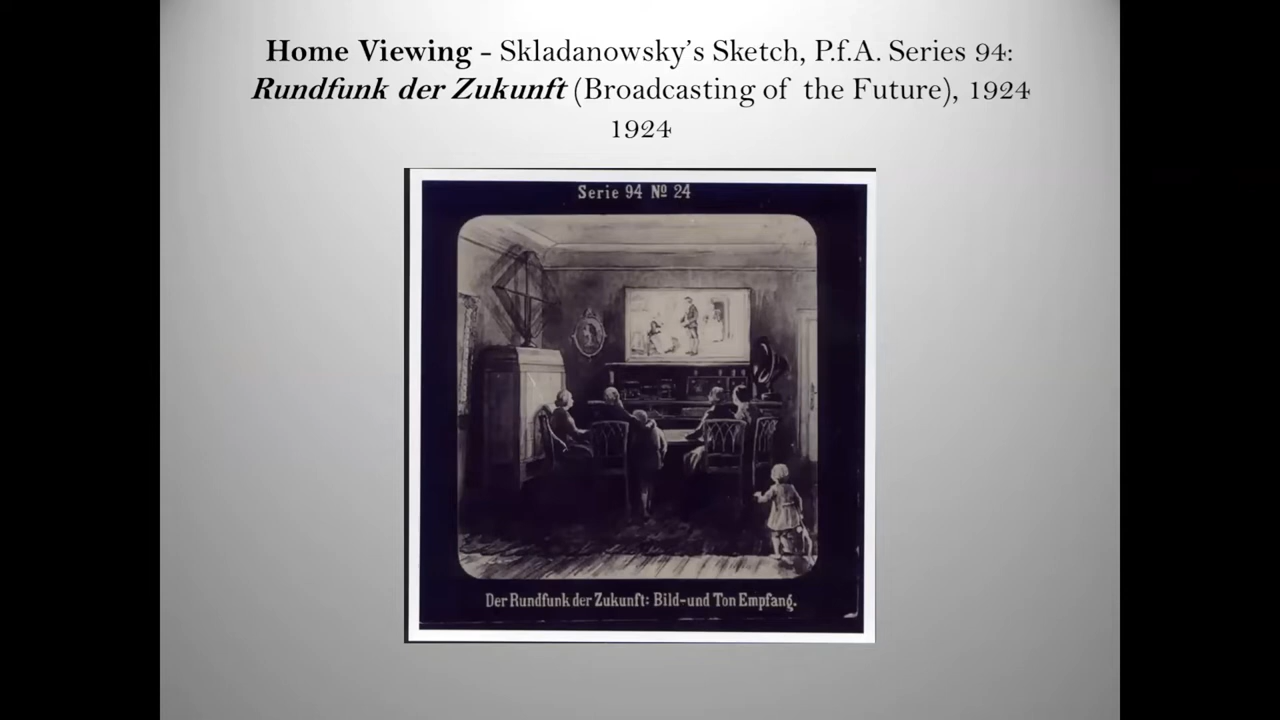 Home Viewing - Skladanowsky's Sketch, P.f.A. Series 94:
Rundfunk der Zukunft (Broadcasting of the Future), 1924
1924
Serie 94 Nº 24
Der Rundfunk der Zukunft: Bild-und Ton Empfang.